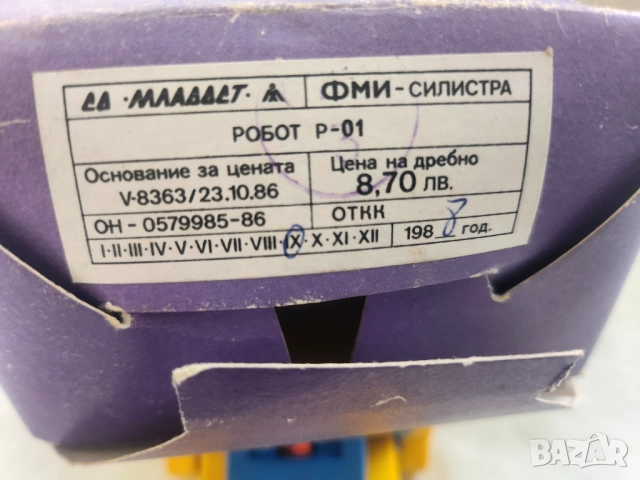 СД · МЛАДОСТ ·
ФМИ - СИЛИСТРА
РОБОТ Р-01
Основание за цената
V-8363/23.10.86
Цена на дребно
8,70 ЛВ.
ОН - 0579985-86
ОТКК
I·II·III·IV·V·VI·VII·VIII·IX·X·XI·XII
198 8 год.
BAZAR